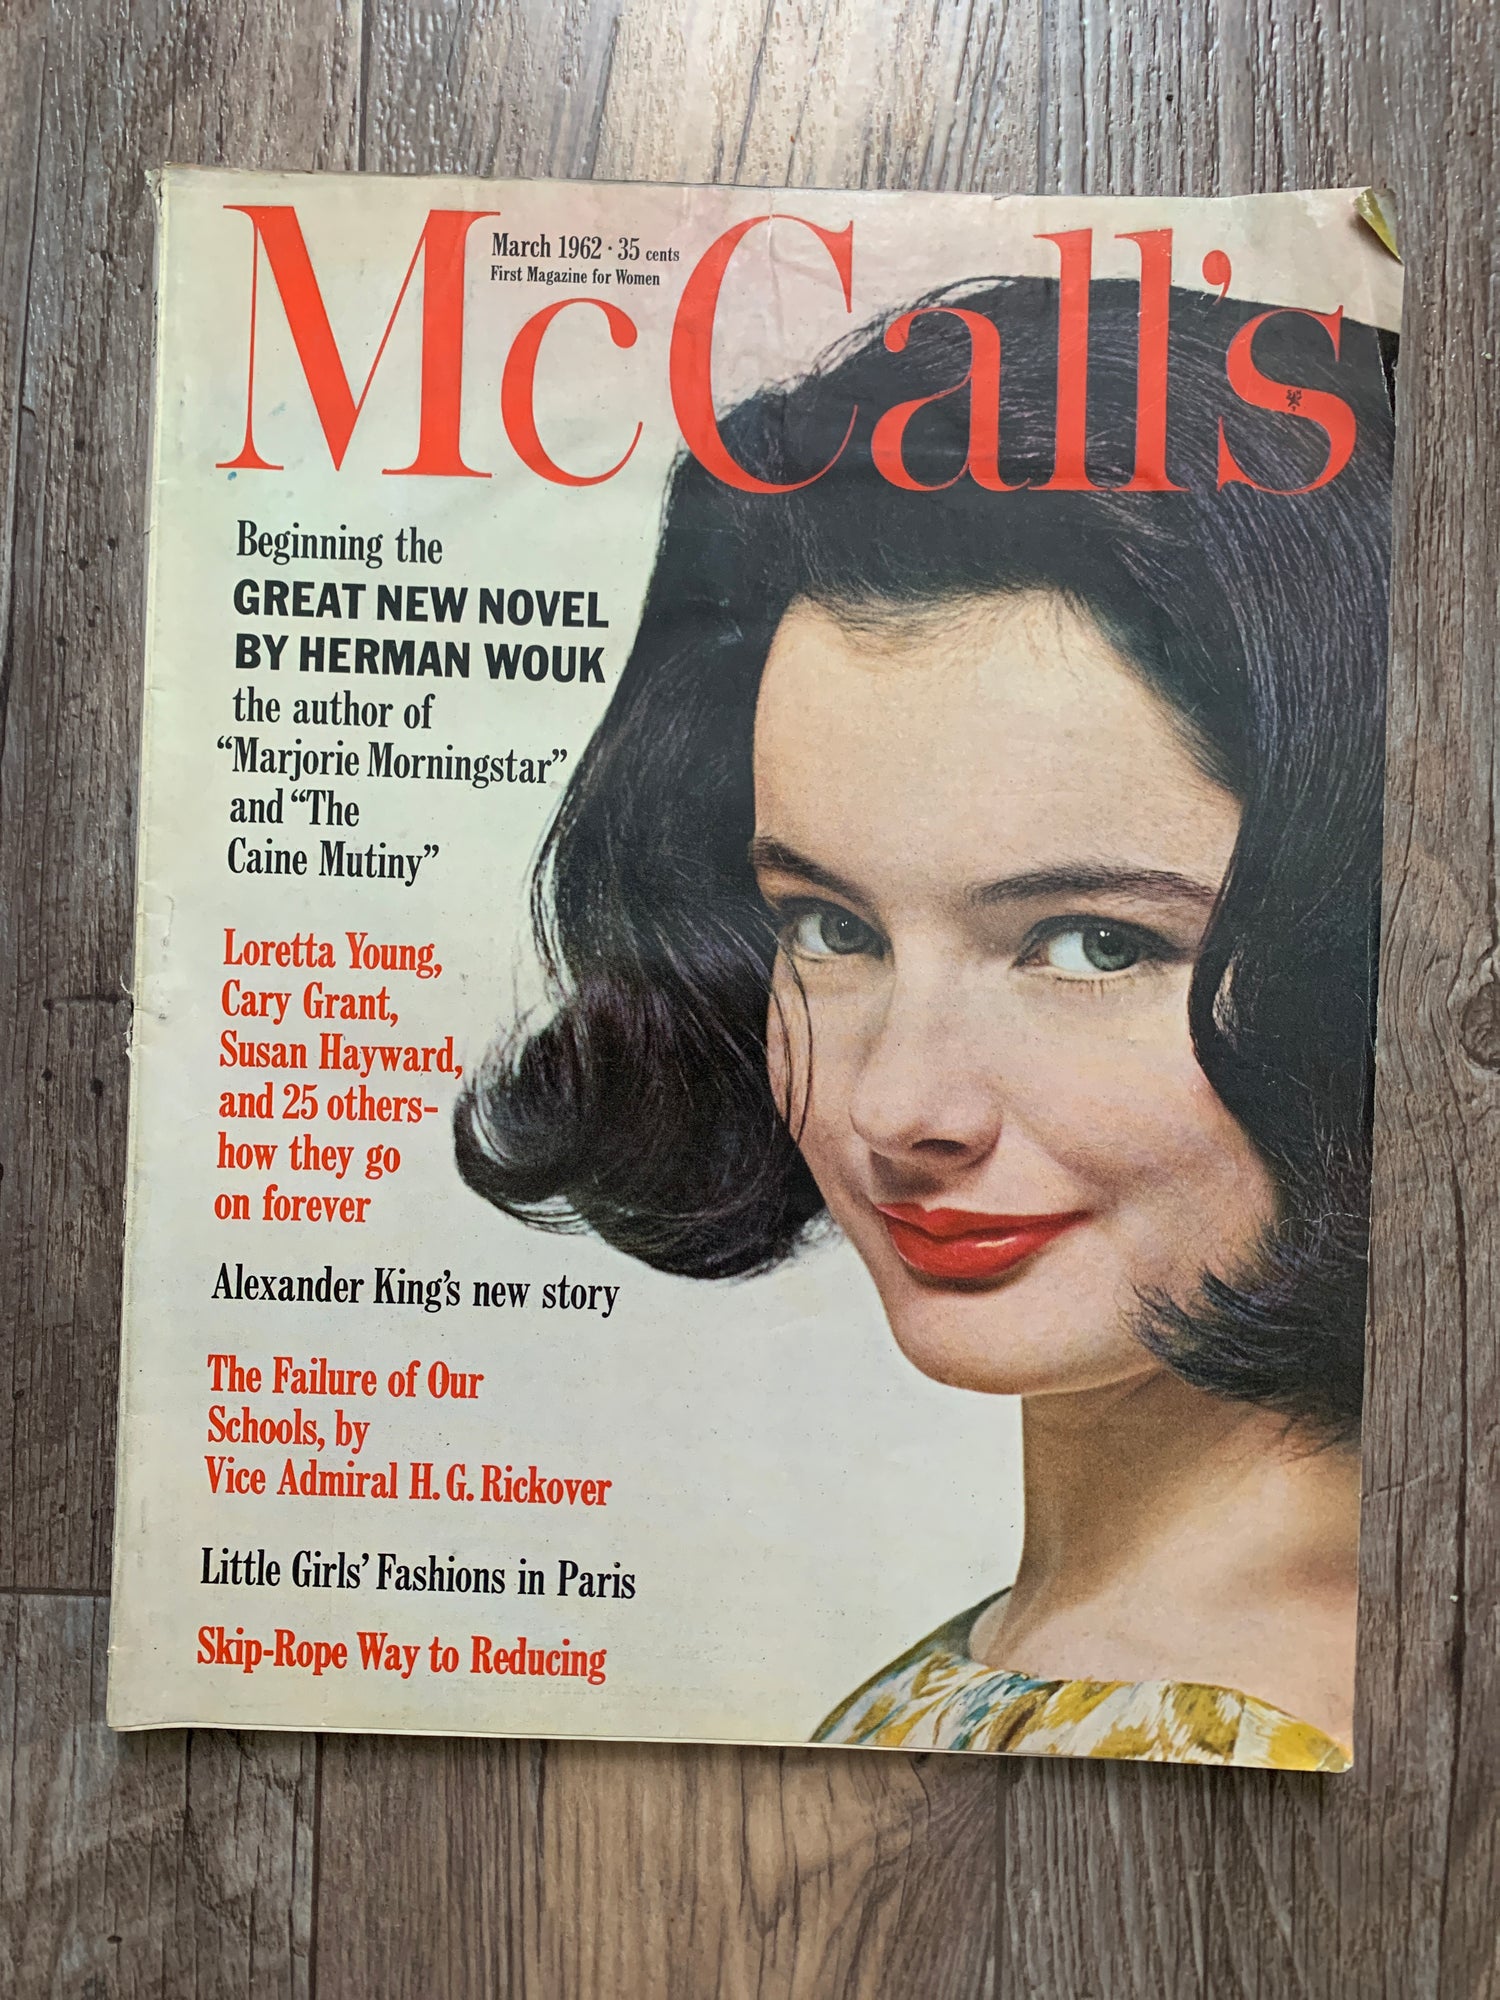 McCall's
March 1962 · 35 cents
First Magazine for Women
Beginning the
GREAT NEW NOVEL
BY HERMAN WOUK
the author of
“Marjorie Morningstar”
and “The
Caine Mutiny”
Loretta Young,
Cary Grant,
Susan Hayward,
and 25 others–
how they go
on forever
Alexander King’s new story
The Failure of Our
Schools, by
Vice Admiral H. G. Rickover
Little Girls’ Fashions in Paris
Skip-Rope Way to Reducing